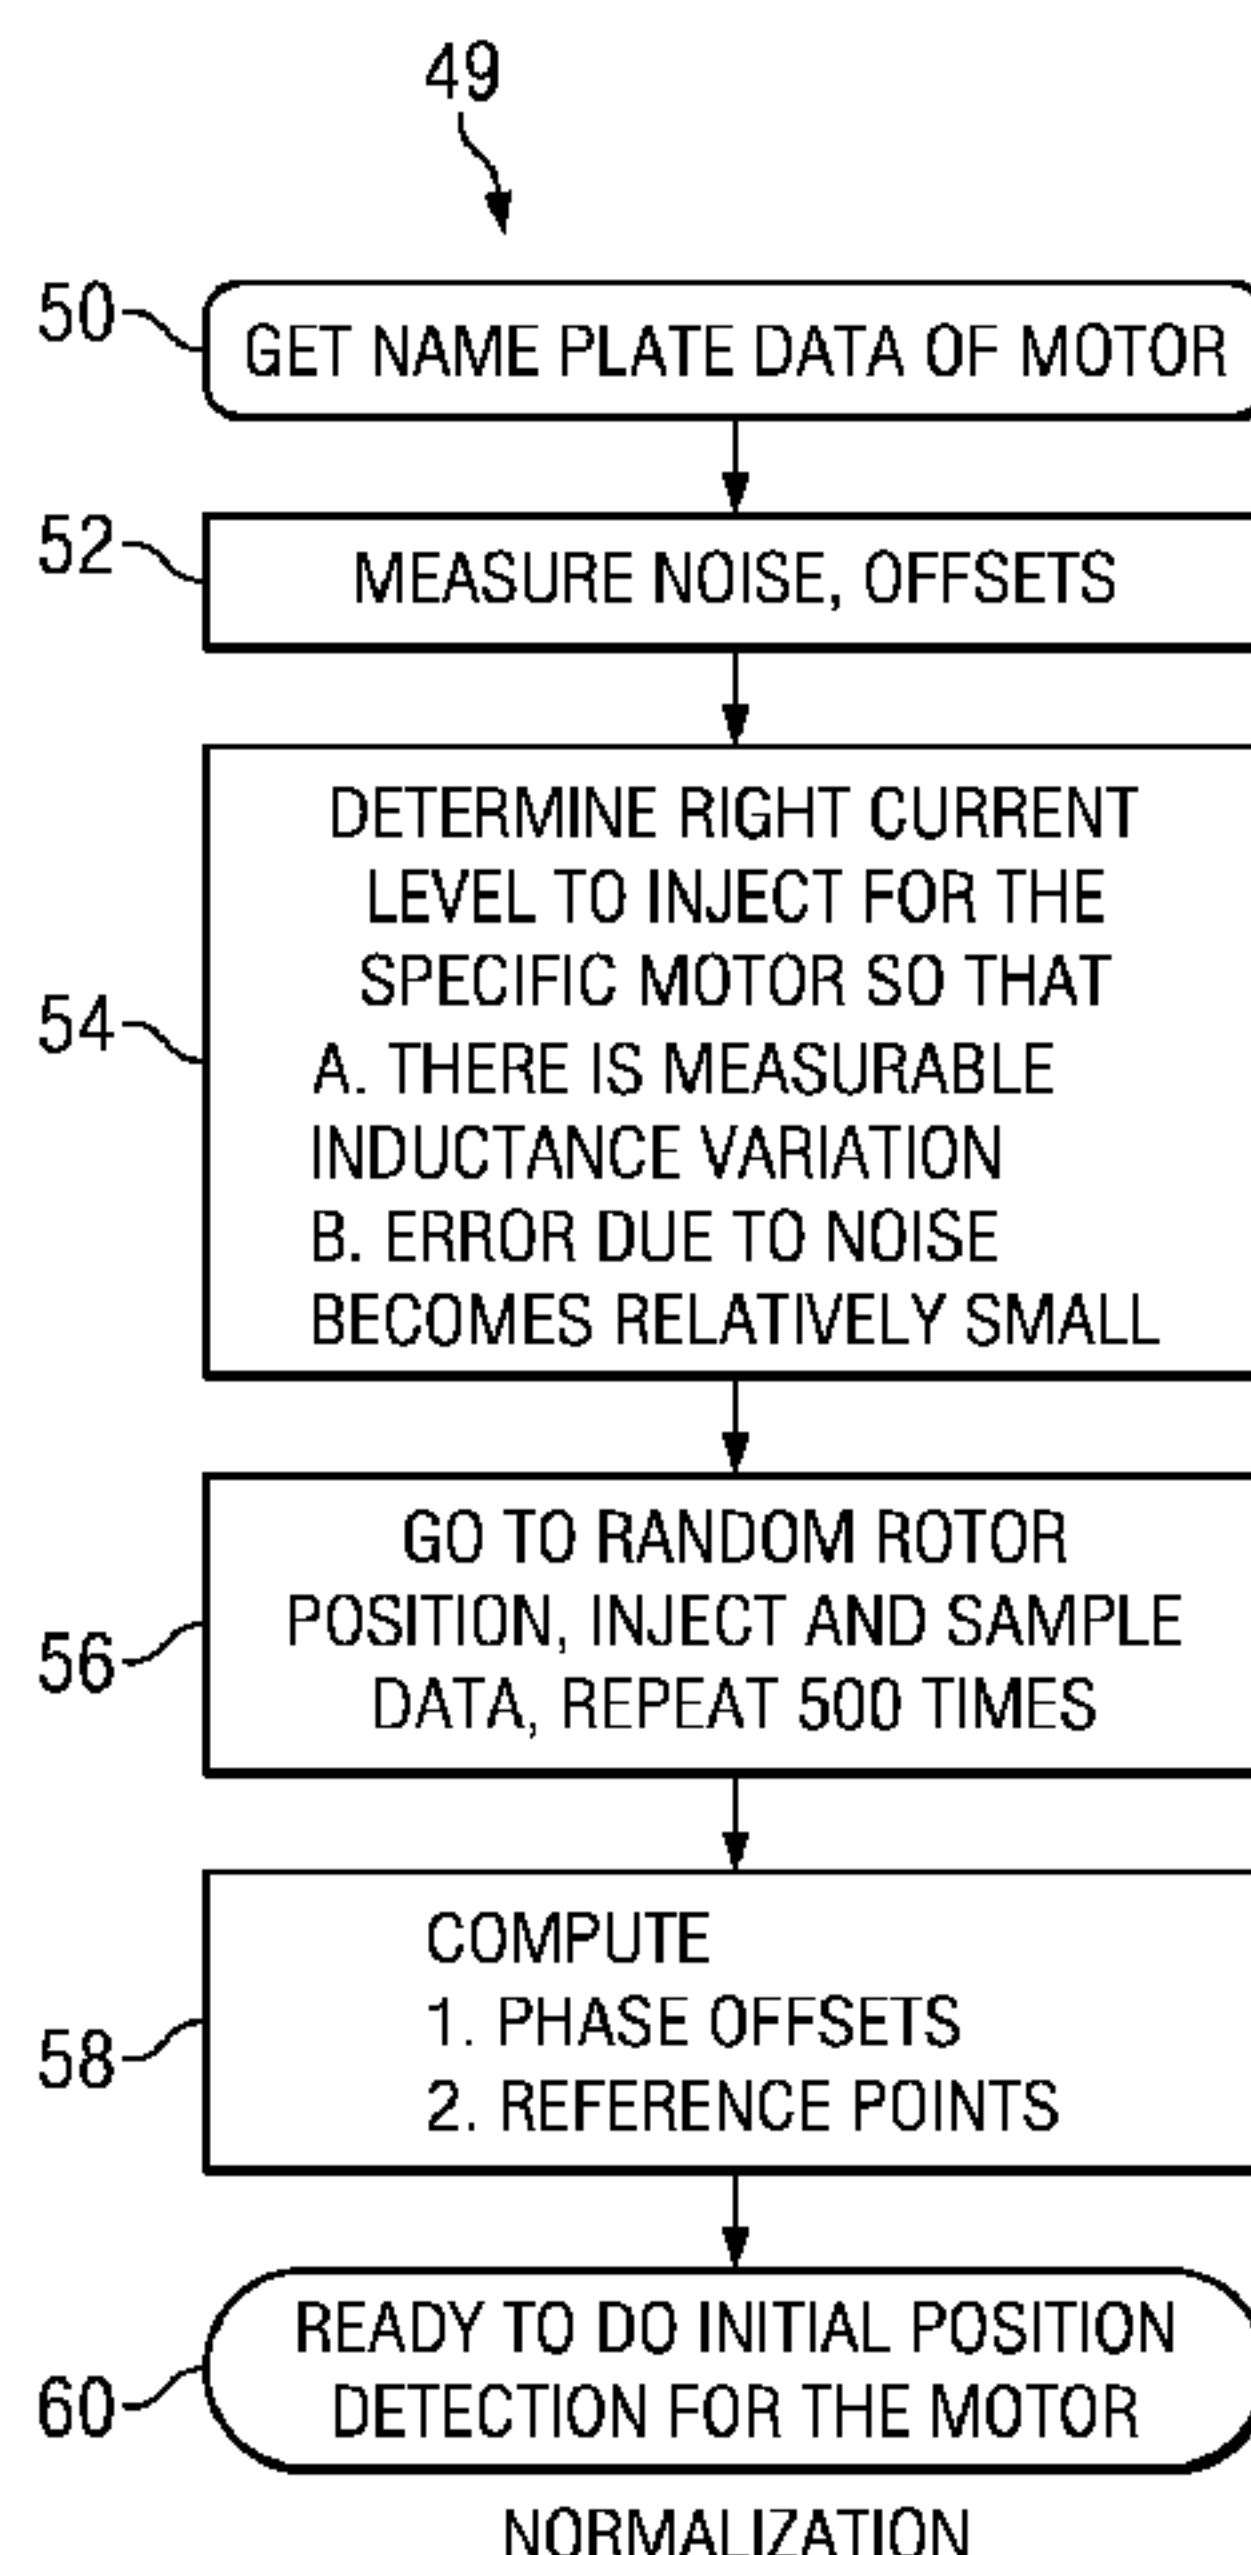 49
50
GET NAME PLATE DATA OF MOTOR
52
MEASURE NOISE, OFFSETS
54
DETERMINE RIGHT CURRENT
LEVEL TO INJECT FOR THE
SPECIFIC MOTOR SO THAT
A. THERE IS MEASURABLE
INDUCTANCE VARIATION
B. ERROR DUE TO NOISE
BECOMES RELATIVELY SMALL
56
GO TO RANDOM ROTOR
POSITION, INJECT AND SAMPLE
DATA, REPEAT 500 TIMES
58
COMPUTE
1. PHASE OFFSETS
2. REFERENCE POINTS
60
READY TO DO INITIAL POSITION
DETECTION FOR THE MOTOR
NORMALIZATION